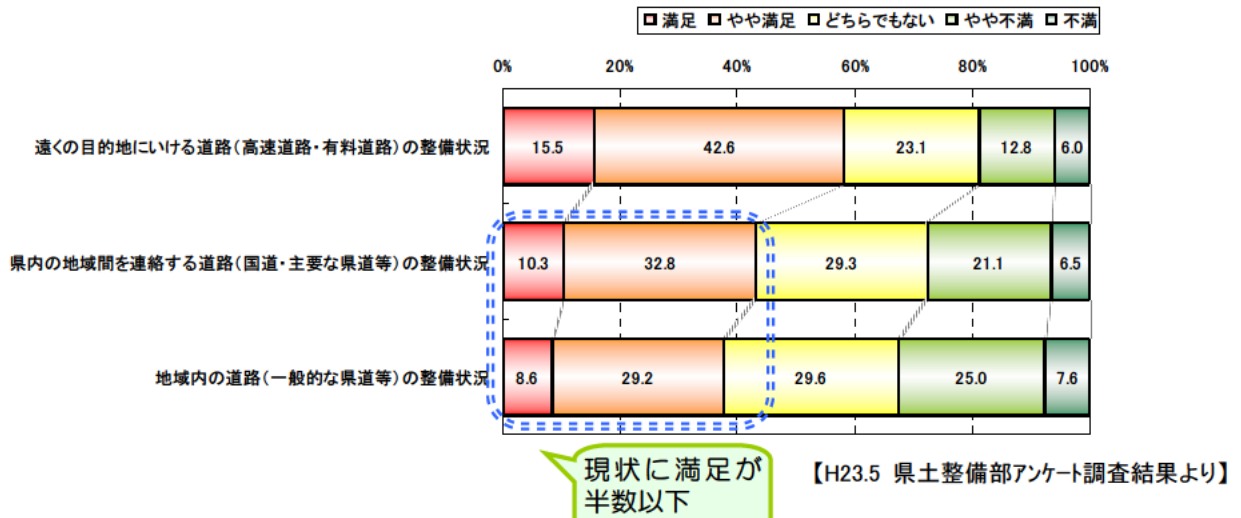 満足 やや満足 どちらでもない やや不満 不満
0% 20% 40% 60% 80% 100%
遠くの目的地にいける道路(高速道路・有料道路)の整備状況 15.5 42.6 23.1 12.8 6.0
県内の地域間を連絡する道路(国道・主要な県道等)の整備状況 10.3 32.8 29.3 21.1 6.5
地域内の道路(一般的な県道等)の整備状況 8.6 29.2 29.6 25.0 7.6
現状に満足が
半数以下
【H23.5 県土整備部アンケート調査結果より】